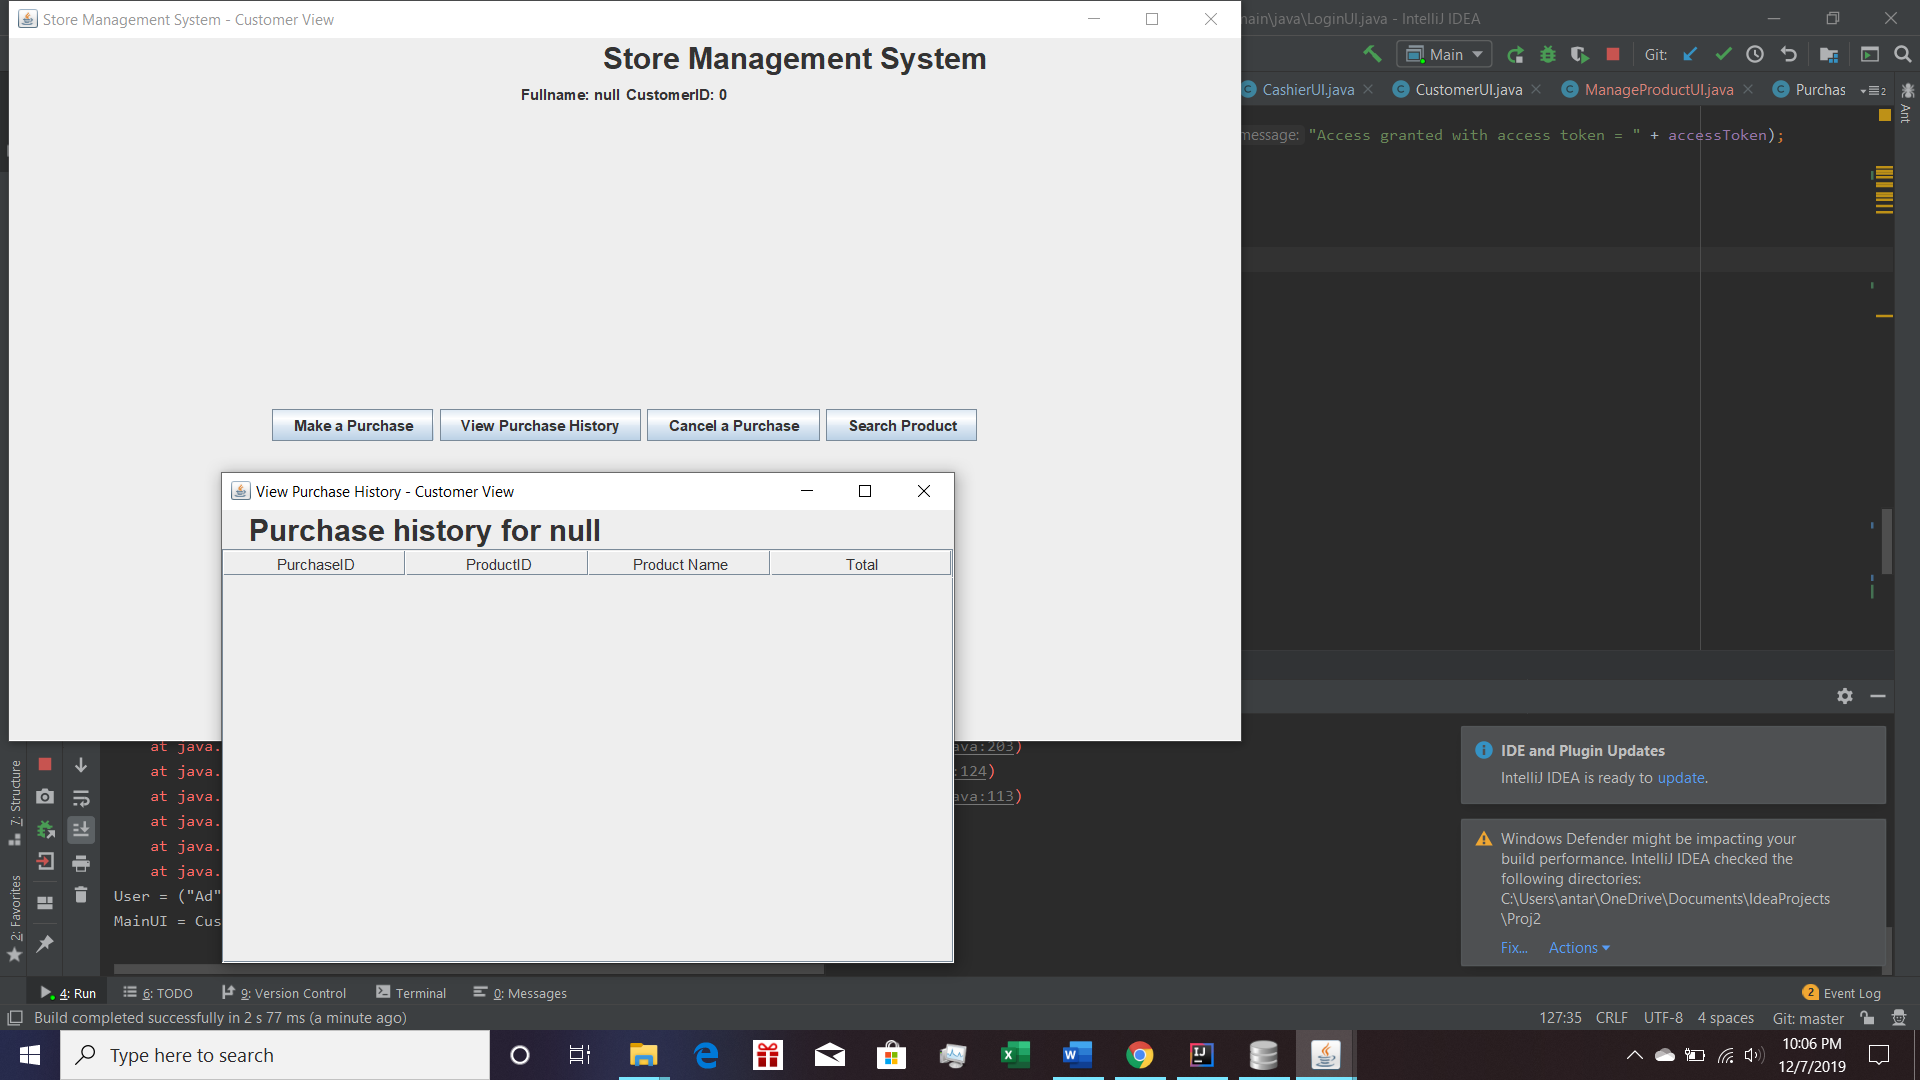 Store Management System - Customer View
main\java\LoginUI.java - IntelliJ IDEA
Store Management System
Fullname: null CustomerID: 0
Main
Git:
CashierUI.java
CustomerUI.java
ManageProductUI.java
Purchas
2
Ant
message: "Access granted with access token = " + accessToken);
Make a Purchase
View Purchase History
Cancel a Purchase
Search Product
View Purchase History - Customer View
Purchase history for null
PurchaseID ProductID Product Name Total
at java. ava:203)
at java. :124)
at java. ava:113)
at java.
at java.
at java.
User = ("Ad"
MainUI = Cus
7: Structure
2: Favorites
IDE and Plugin Updates
IntelliJ IDEA is ready to update.
Windows Defender might be impacting your
build performance. IntelliJ IDEA checked the
following directories:
C:\Users\antar\OneDrive\Documents\IdeaProjects
\Proj2
Fix... Actions
4: Run
6: TODO
9: Version Control
Terminal
0: Messages
2 Event Log
Build completed successfully in 2 s 77 ms (a minute ago)
127:35 CRLF UTF-8 4 spaces Git: master
Type here to search
10:06 PM
12/7/2019